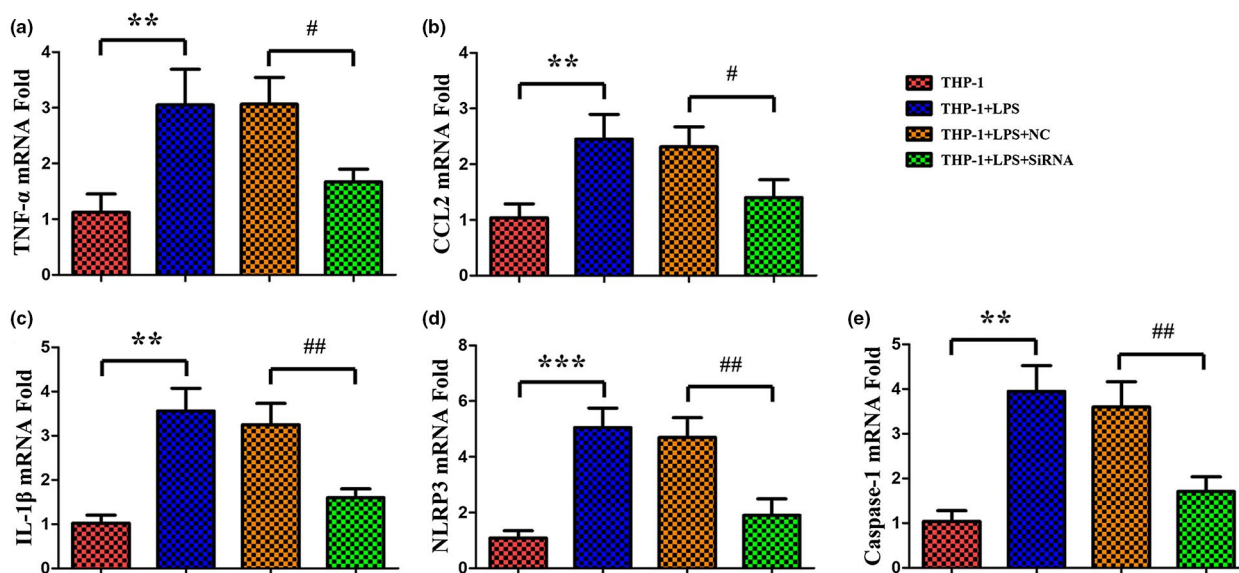 (a)
**
#
TNF-α mRNA Fold
4
3
2
1
0
(b)
**
#
CCL2 mRNA Fold
4
3
2
1
0
THP-1
THP-1+LPS
THP-1+LPS+NC
THP-1+LPS+SiRNA
(c)
**
##
IL-1β mRNA Fold
5
4
3
2
1
0
(d)
***
##
NLRP3 mRNA Fold
8
6
4
2
0
(e)
**
##
Caspase-1 mRNA Fold
5
4
3
2
1
0